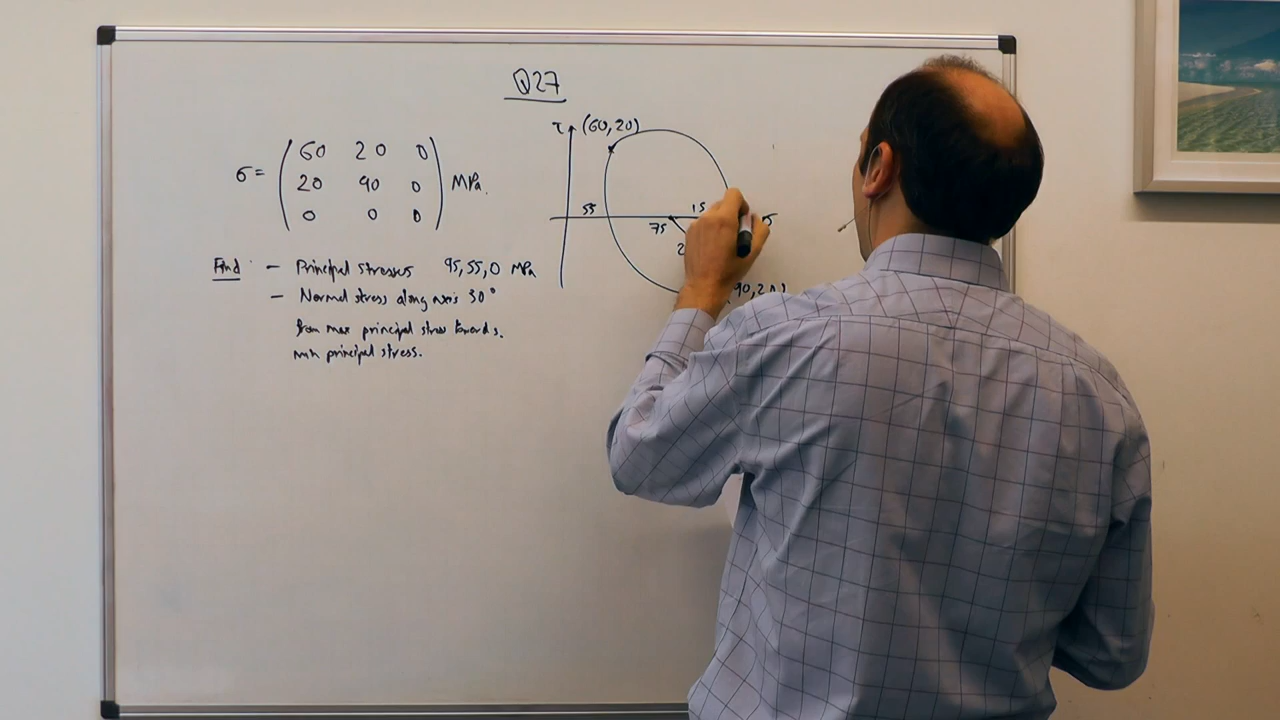 Q27
σ = ( 60 20 0
20 90 0
0 0 0 ) MPa.
Find: - Principal stresses 95, 55, 0 MPa
- Normal stress along axis 30°
from max principal stress towards.
min principal stress.
τ (60, 20)
55 15
75
2
(90, 20)